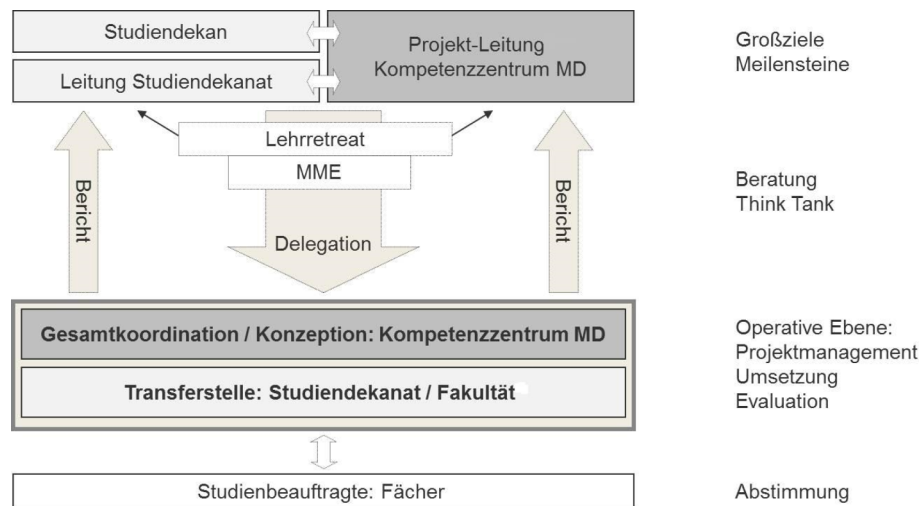 Studiendekan
Leitung Studiendekanat
Projekt-Leitung
Kompetenzzentrum MD
Großziele
Meilensteine
Lehrretreat
MME
Bericht
Delegation
Bericht
Beratung
Think Tank
Gesamtkoordination / Konzeption: Kompetenzzentrum MD
Transferstelle: Studiendekanat / Fakultät
Operative Ebene:
Projektmanagement
Umsetzung
Evaluation
Studienbeauftragte: Fächer
Abstimmung